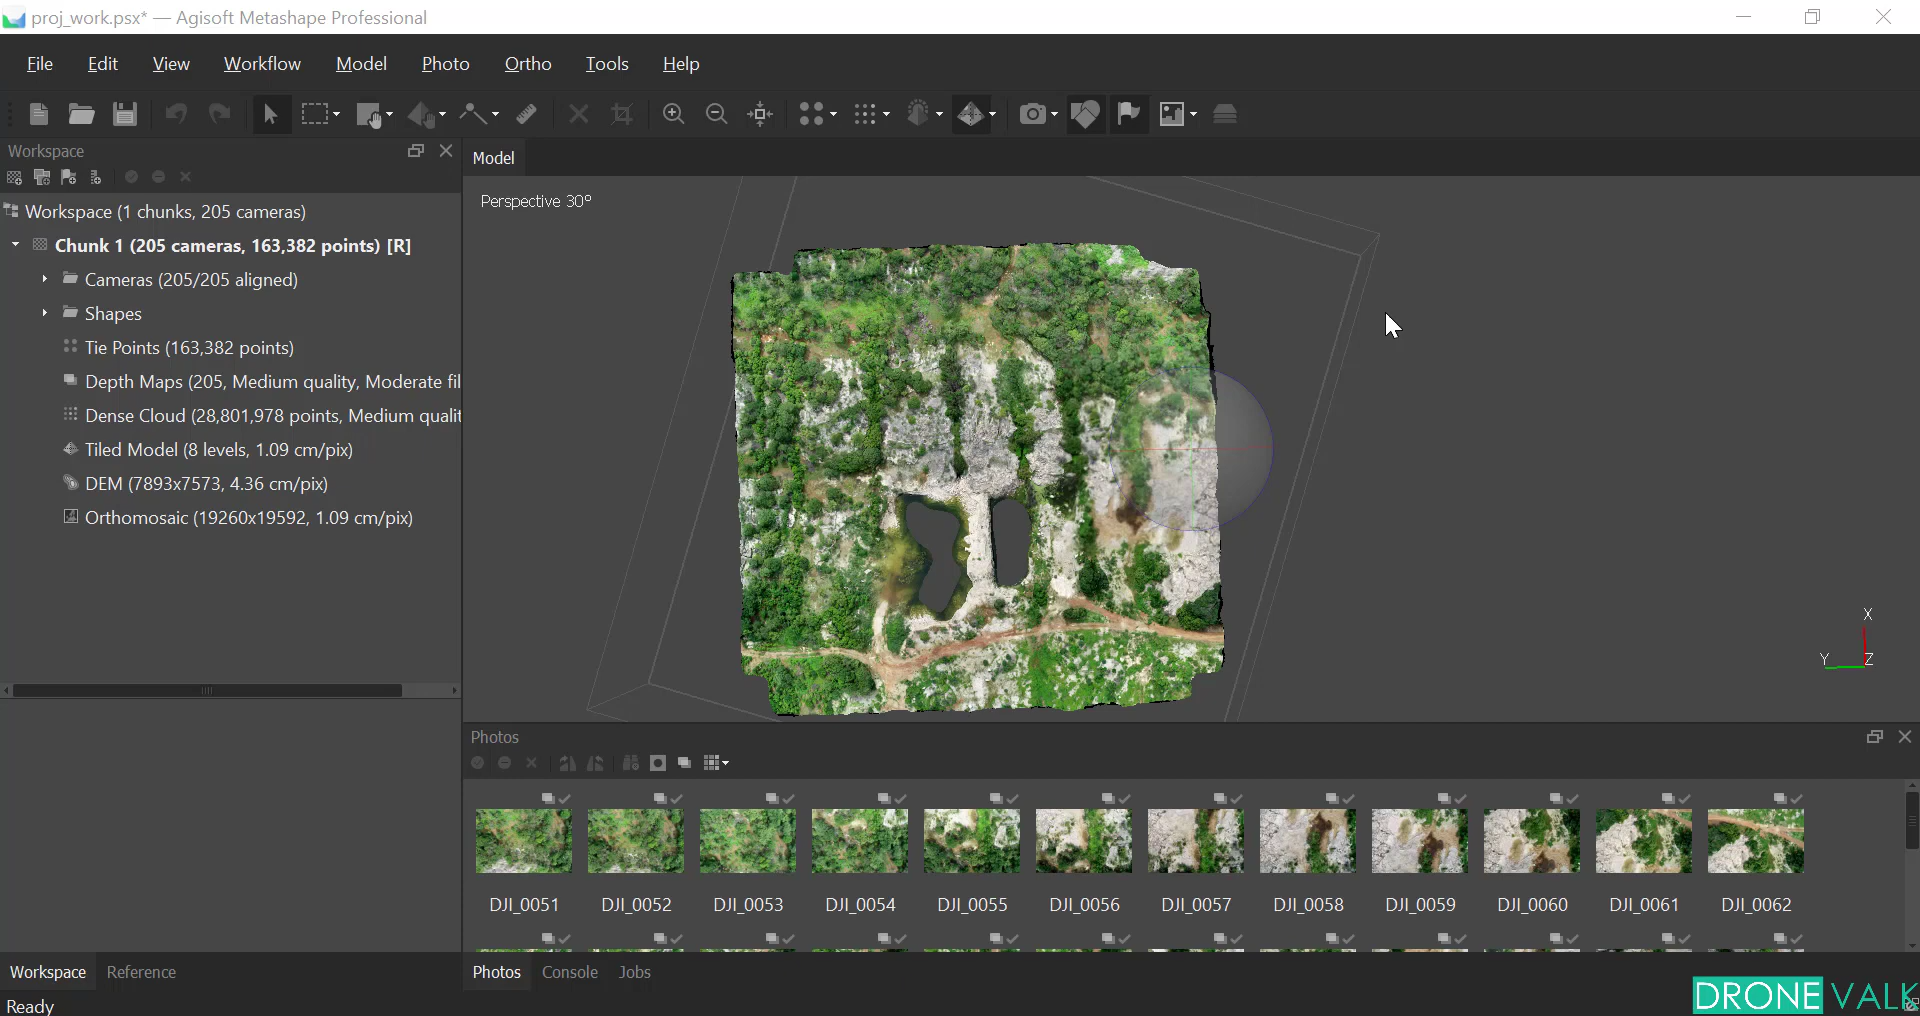 proj_work.psx* — Agisoft Metashape Professional
File Edit View Workflow Model Photo Ortho Tools Help
Workspace
Workspace (1 chunks, 205 cameras)
Chunk 1 (205 cameras, 163,382 points) [R]
Cameras (205/205 aligned)
Shapes
Tie Points (163,382 points)
Depth Maps (205, Medium quality, Moderate fil
Dense Cloud (28,801,978 points, Medium qualit
Tiled Model (8 levels, 1.09 cm/pix)
DEM (7893x7573, 4.36 cm/pix)
Orthomosaic (19260x19592, 1.09 cm/pix)
Model
Perspective 30°
X
Y Z
Photos
DJI_0051 DJI_0052 DJI_0053 DJI_0054 DJI_0055 DJI_0056 DJI_0057 DJI_0058 DJI_0059 DJI_0060 DJI_0061 DJI_0062
Workspace Reference
Photos Console Jobs
Ready
DRONE VALK